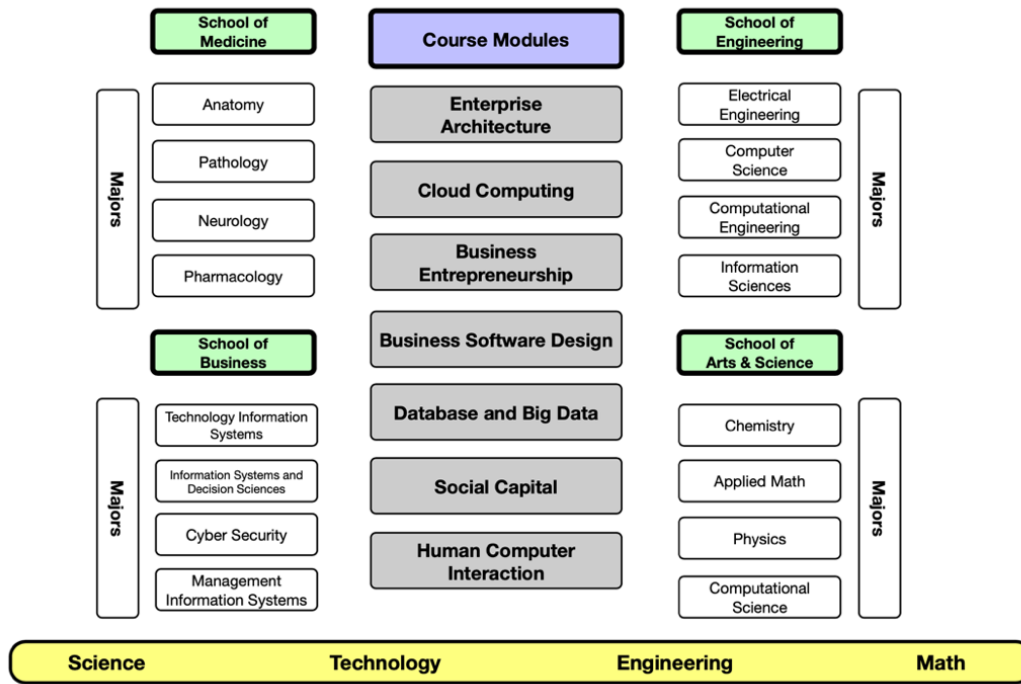 School of
Medicine
Majors
Anatomy
Pathology
Neurology
Pharmacology
School of
Business
Majors
Technology Information
Systems
Information Systems and
Decision Sciences
Cyber Security
Management
Information Systems
Course Modules
Enterprise
Architecture
Cloud Computing
Business
Entrepreneurship
Business Software Design
Database and Big Data
Social Capital
Human Computer
Interaction
School of
Engineering
Electrical
Engineering
Computer
Science
Computational
Engineering
Information
Sciences
Majors
School of
Arts & Science
Chemistry
Applied Math
Physics
Computational
Science
Majors
Science
Technology
Engineering
Math